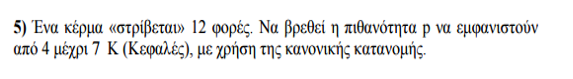 5) Ένα κέρμα «στρίβεται» 12 φορές. Να βρεθεί η πιθανότητα p να εμφανιστούν
από 4 μέχρι 7 Κ (Κεφαλές), με χρήση της κανονικής κατανομής.